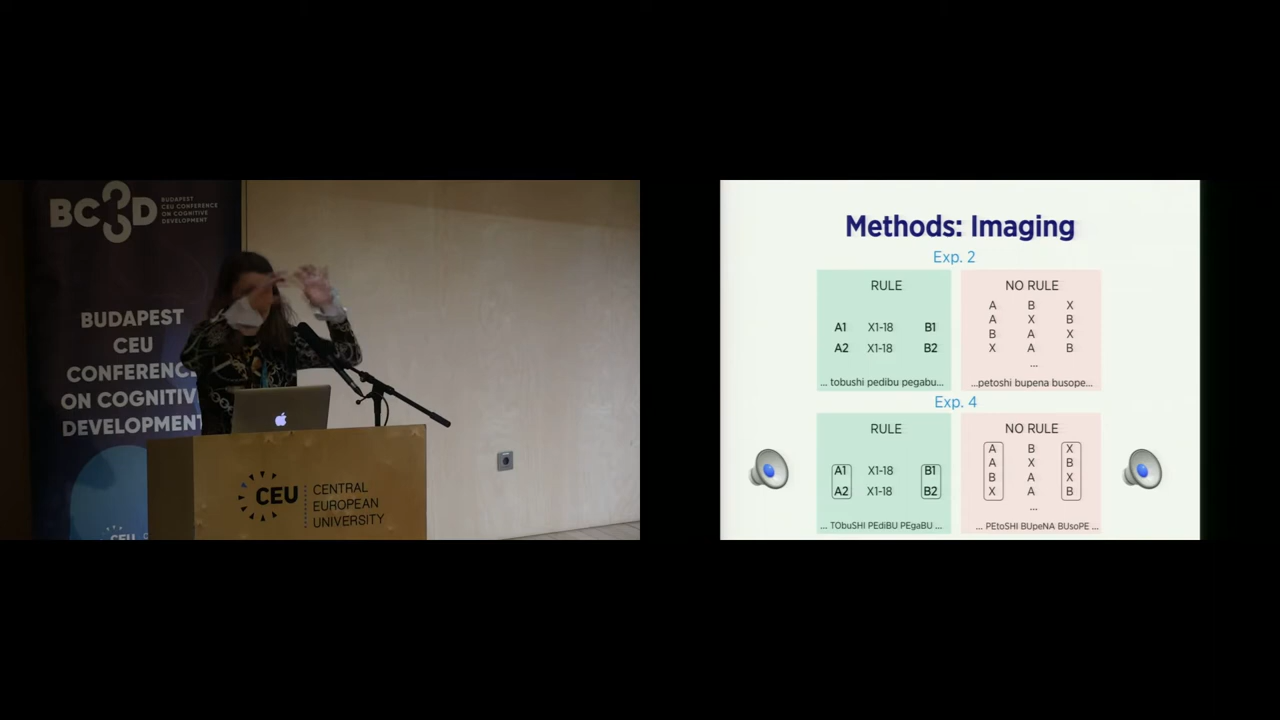 BC3D
BUDAPEST
CEU CONFERENCE
ON COGNITIVE
DEVELOPMENT
BUDAPEST
CEU
CONFERENC
ON COGNITIV
DEVELOPMENT
CEU
CEU
CENTRAL
EUROPEAN
UNIVERSITY
Methods: Imaging
Exp. 2
RULE
A1 X1-18 B1
A2 X1-18 B2
... tobushi pedibu pegabu...
NO RULE
A B X
A X B
B A X
X A B
...
...petoshi bupena busope...
Exp. 4
RULE
A1 X1-18 B1
A2 X1-18 B2
... TObuSHI PEdiBU PEgaBU ...
NO RULE
A B X
A X B
B A X
X A B
...
... PEtoSHI BUpeNA BUsoPE ...